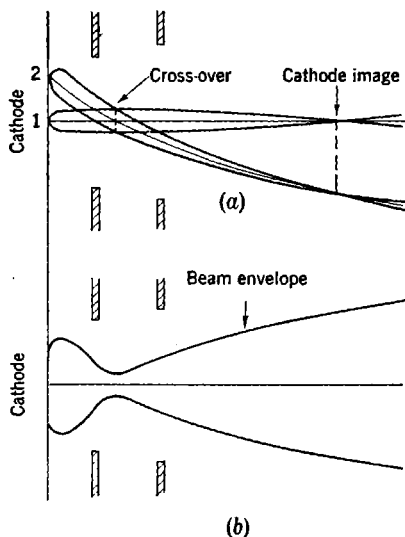 2
Cross-over
Cathode image
Cathode
1
(a)
Beam envelope
Cathode
(b)